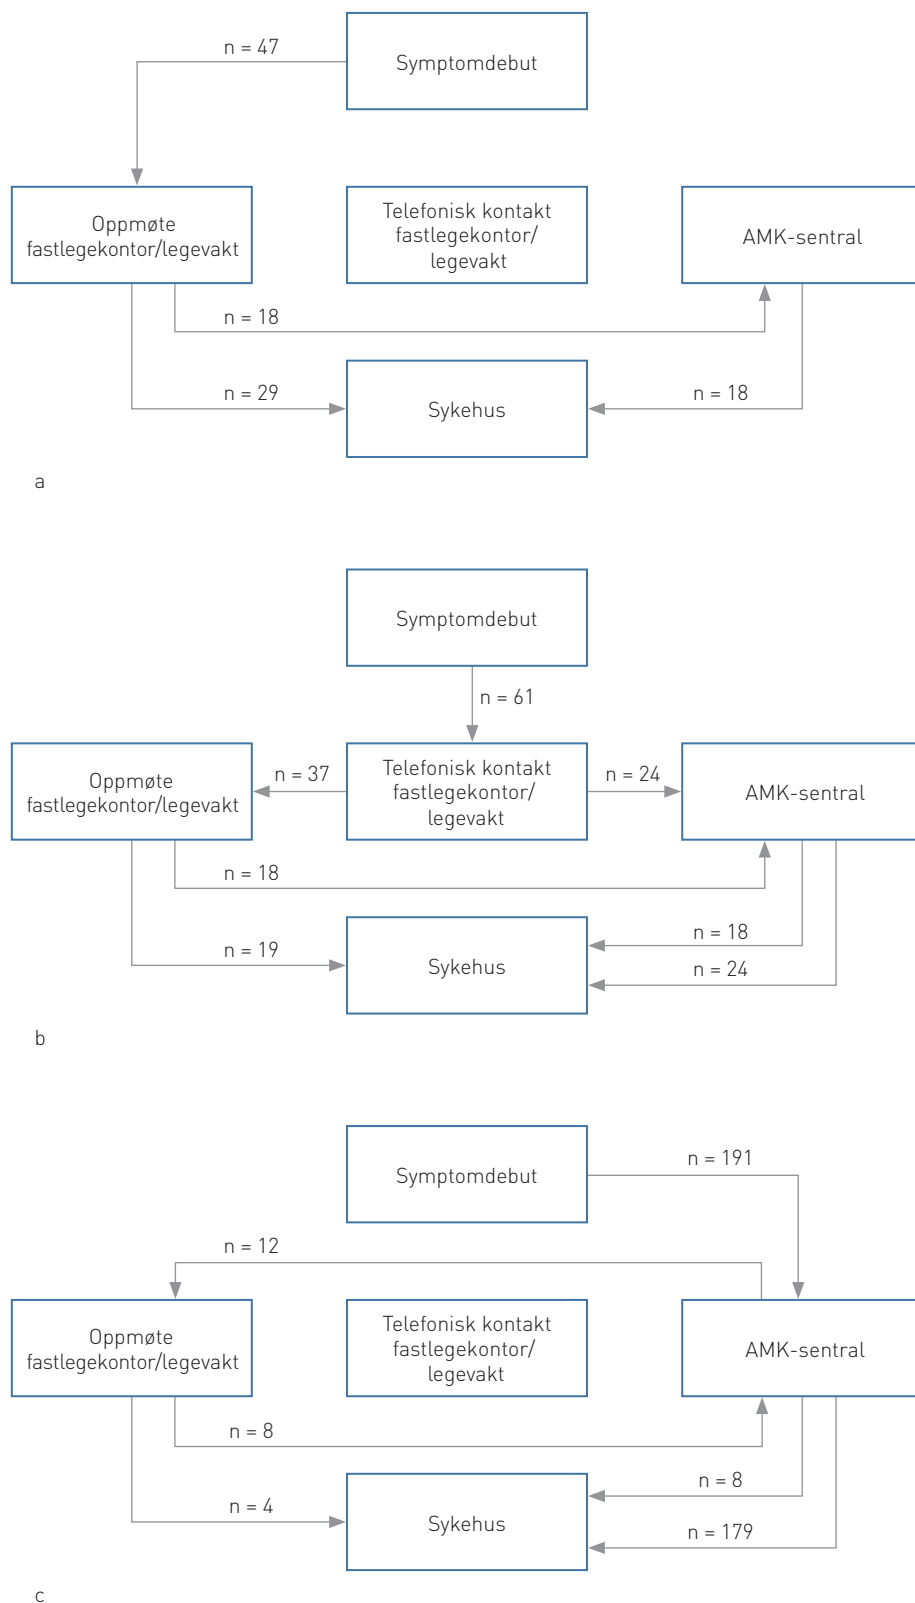 n = 47
Symptomdebut
Oppmøte
fastlegekontor/legevakt
Telefonisk kontakt
fastlegekontor/
legevakt
AMK-sentral
n = 18
n = 29
Sykehus
n = 18
a
Symptomdebut
n = 61
Oppmøte
fastlegekontor/legevakt
n = 37
Telefonisk kontakt
fastlegekontor/
legevakt
n = 24
AMK-sentral
n = 18
n = 19
Sykehus
n = 18
n = 24
b
Symptomdebut
n = 191
n = 12
Oppmøte
fastlegekontor/legevakt
Telefonisk kontakt
fastlegekontor/
legevakt
AMK-sentral
n = 8
n = 4
Sykehus
n = 8
n = 179
c